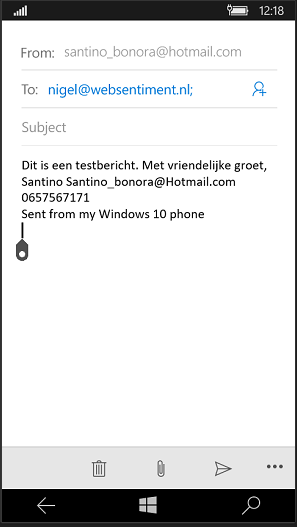 12:18
From: santino_bonora@hotmail.com
To: nigel@websentiment.nl;
Subject
Dit is een testbericht. Met vriendelijke groet,
Santino Santino_bonora@Hotmail.com
0657567171
Sent from my Windows 10 phone